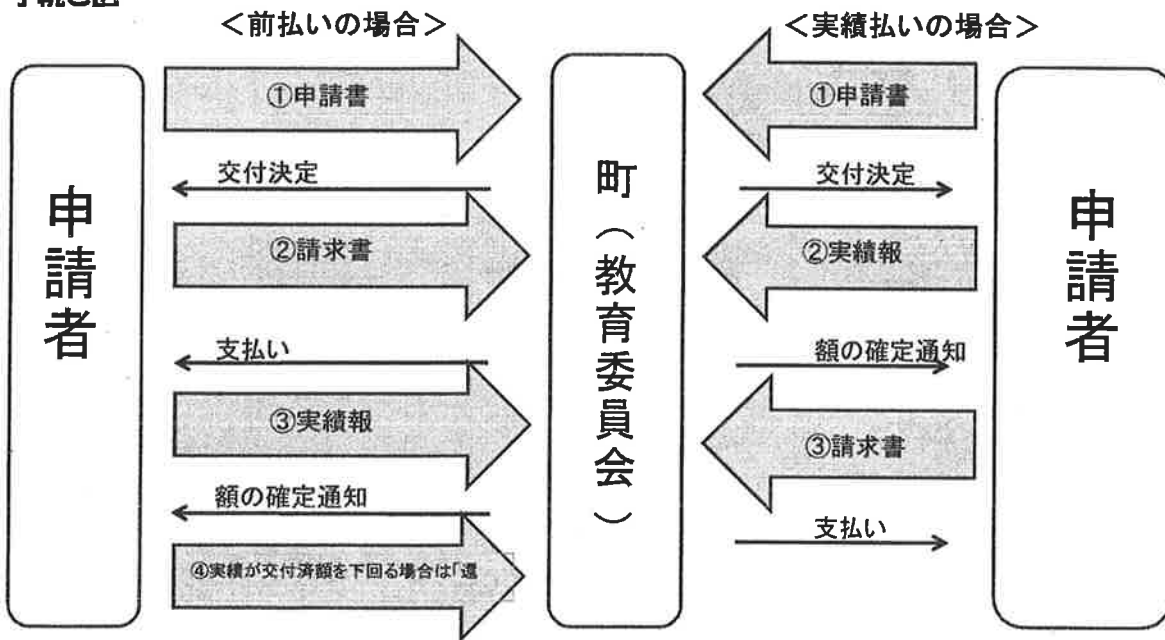 ＜前払いの場合＞
＜実績払いの場合＞
申請者
①申請書
交付決定
②請求書
支払い
③実績報
額の確定通知
④実績が交付済額を下回る場合は「還
町（教育委員会）
①申請書
交付決定
②実績報
額の確定通知
③請求書
支払い
申請者